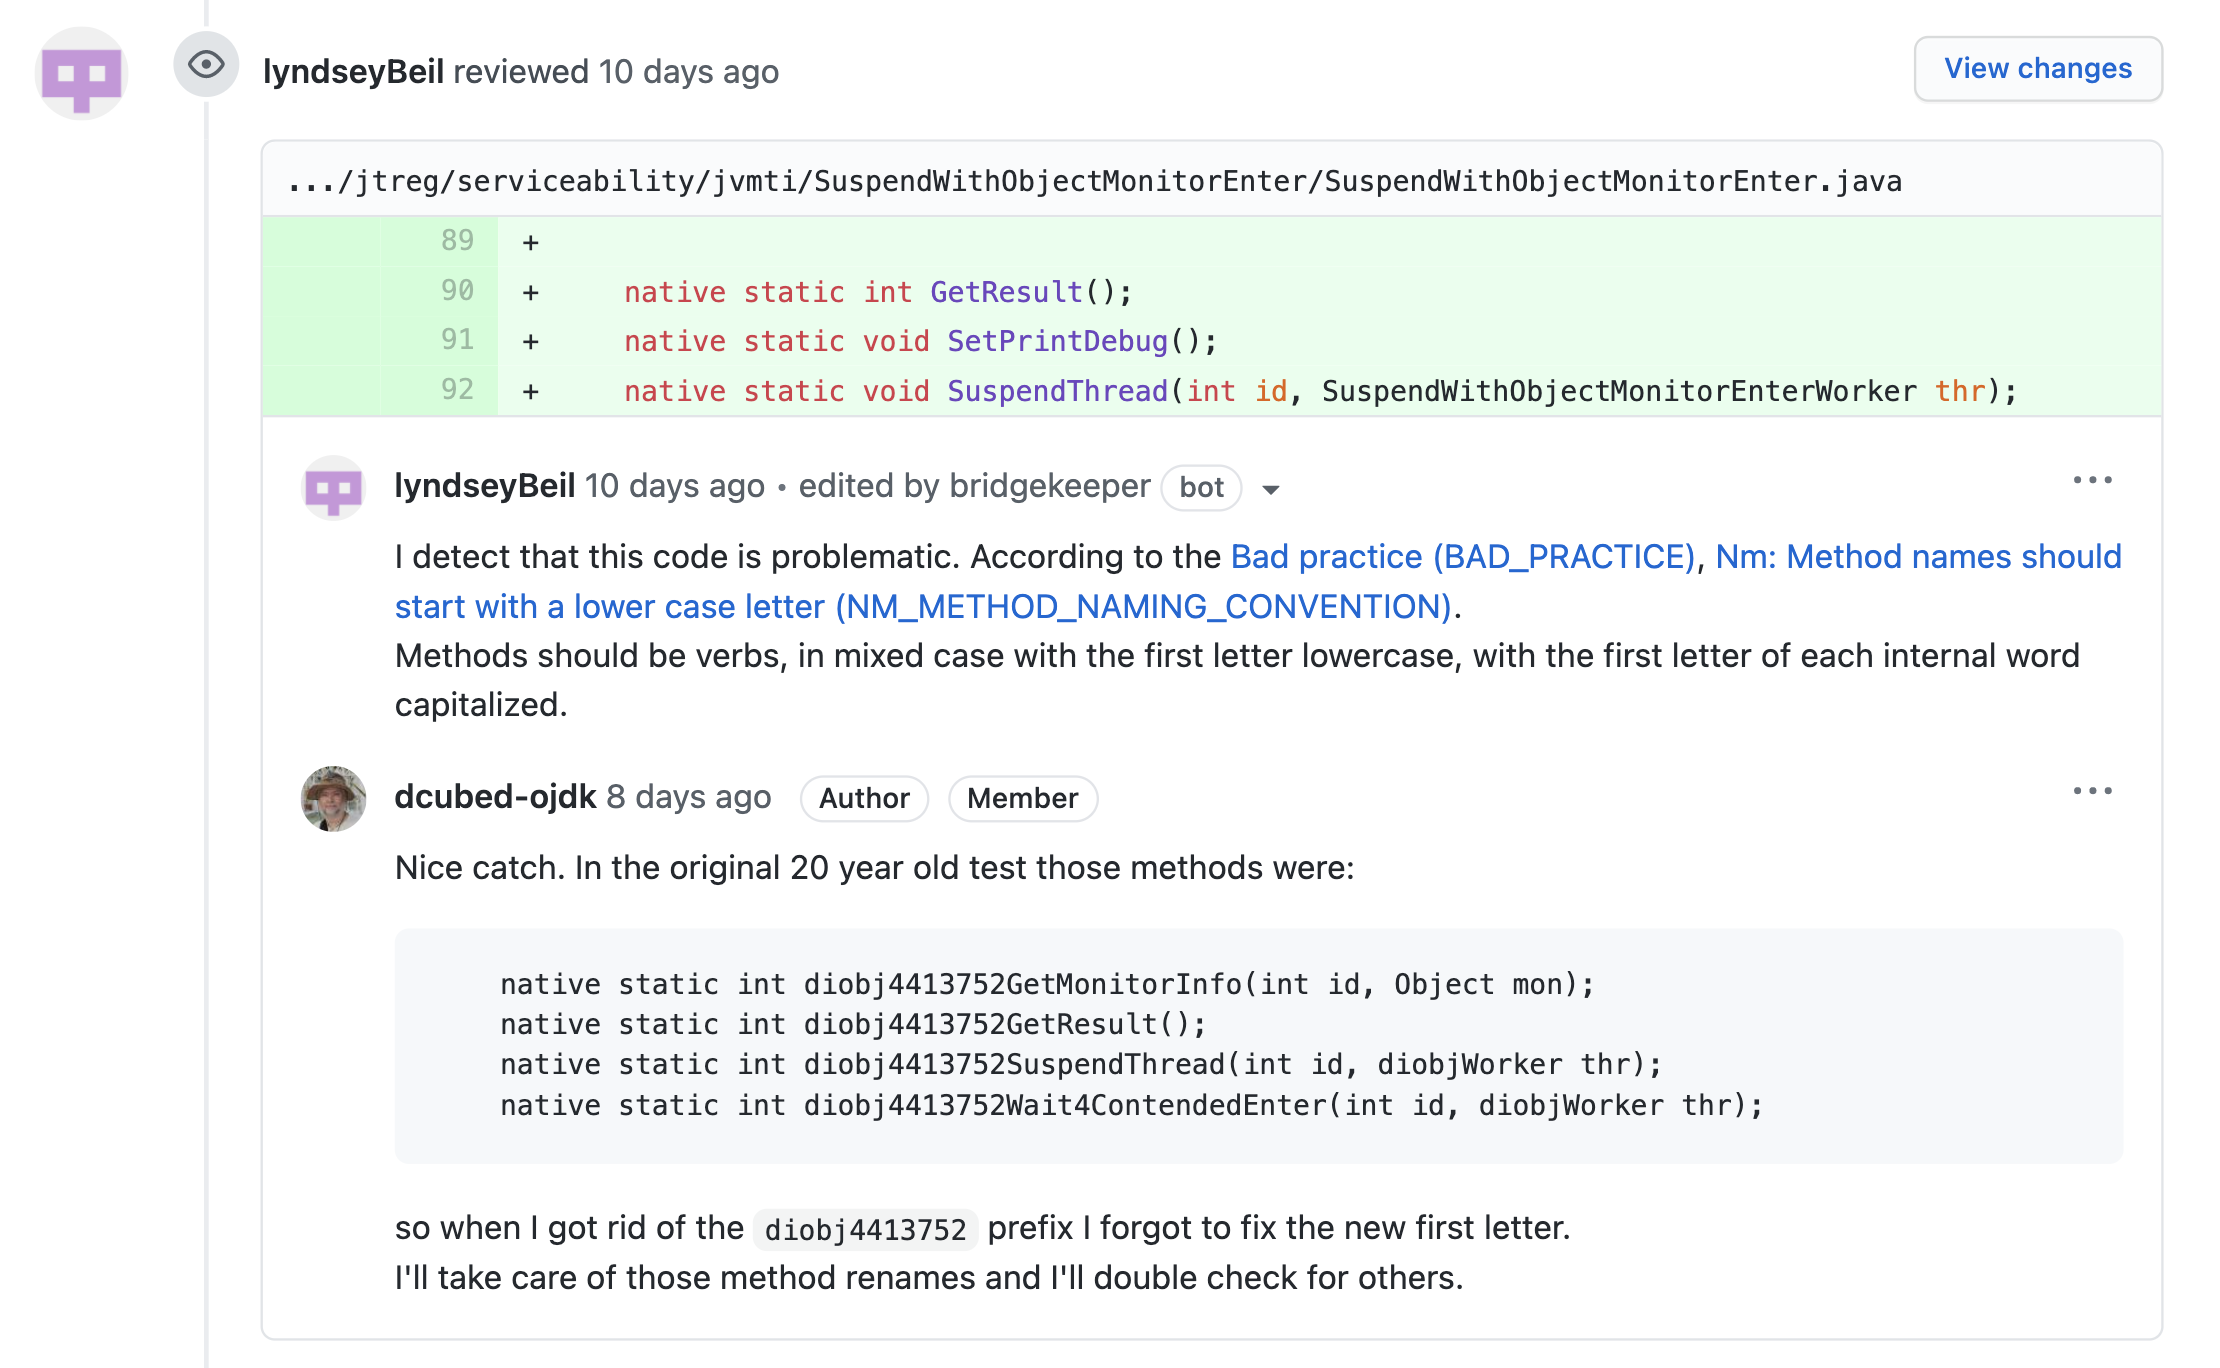 lyndseyBeil reviewed 10 days ago
View changes
.../jtreg/serviceability/jvmti/SuspendWithObjectMonitorEnter/SuspendWithObjectMonitorEnter.java
89 +
90 + native static int GetResult();
91 + native static void SetPrintDebug();
92 + native static void SuspendThread(int id, SuspendWithObjectMonitorEnterWorker thr);
lyndseyBeil 10 days ago • edited by bridgekeeper bot
I detect that this code is problematic. According to the Bad practice (BAD_PRACTICE), Nm: Method names should
start with a lower case letter (NM_METHOD_NAMING_CONVENTION).
Methods should be verbs, in mixed case with the first letter lowercase, with the first letter of each internal word
capitalized.
dcubed-ojdk 8 days ago Author Member
Nice catch. In the original 20 year old test those methods were:
native static int diobj4413752GetMonitorInfo(int id, Object mon);
native static int diobj4413752GetResult();
native static int diobj4413752SuspendThread(int id, diobjWorker thr);
native static int diobj4413752Wait4ContendedEnter(int id, diobjWorker thr);
so when I got rid of the diobj4413752 prefix I forgot to fix the new first letter.
I'll take care of those method renames and I'll double check for others.